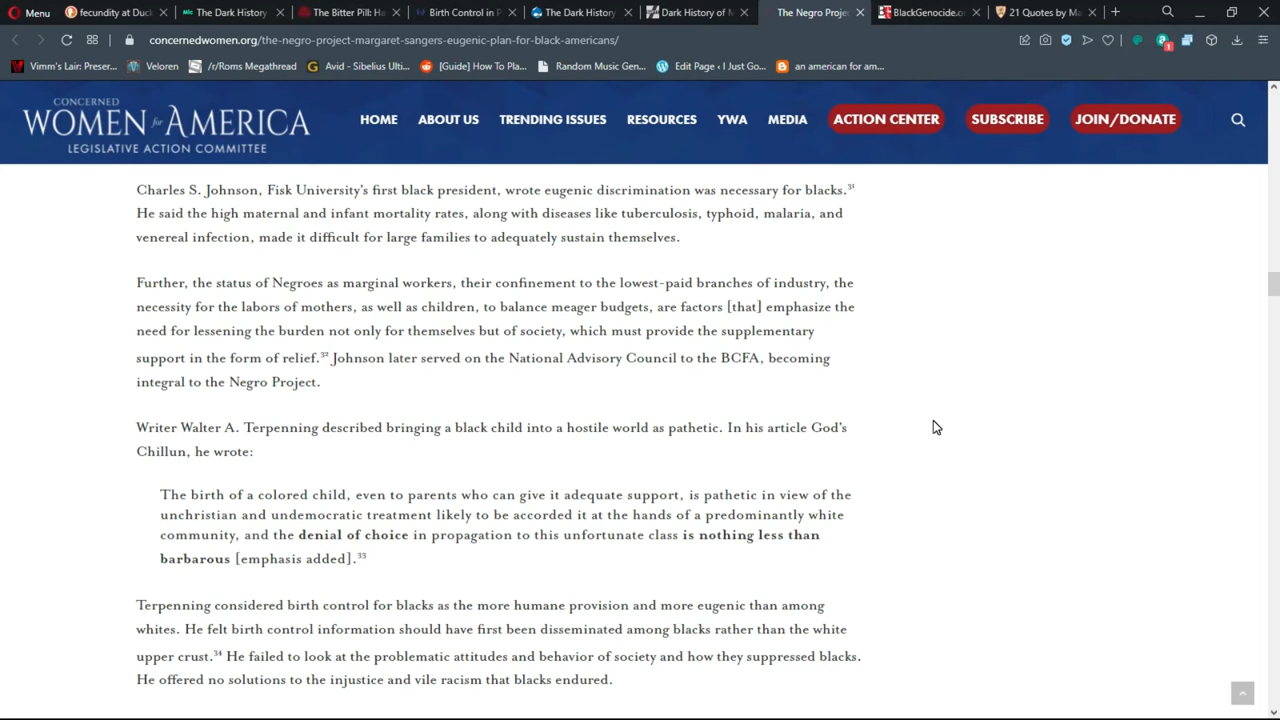 Menu
fecundity at Duck
The Dark History
The Bitter Pill: Ha
Birth Control in P
The Dark History
Dark History of M
The Negro Proje
BlackGenocide.o
21 Quotes by Ma
concernedwomen.org/the-negro-project-margaret-sangers-eugenic-plan-for-black-americans/
1
Vimm's Lair: Preser...
Veloren
/r/Roms Megathread
Avid - Sibelius Ulti...
[Guide] How To Pla...
Random Music Gen...
Edit Page ‹ I Just Go...
an american for am...
CONCERNED
WOMEN for AMERICA
LEGISLATIVE ACTION COMMITTEE
HOME
ABOUT US
TRENDING ISSUES
RESOURCES
YWA
MEDIA
ACTION CENTER
SUBSCRIBE
JOIN/DONATE
Charles S. Johnson, Fisk University's first black president, wrote eugenic discrimination was necessary for blacks.31
He said the high maternal and infant mortality rates, along with diseases like tuberculosis, typhoid, malaria, and
venereal infection, made it difficult for large families to adequately sustain themselves.
Further, the status of Negroes as marginal workers, their confinement to the lowest-paid branches of industry, the
necessity for the labors of mothers, as well as children, to balance meager budgets, are factors [that] emphasize the
need for lessening the burden not only for themselves but of society, which must provide the supplementary
support in the form of relief.32 Johnson later served on the National Advisory Council to the BCFA, becoming
integral to the Negro Project.
Writer Walter A. Terpenning described bringing a black child into a hostile world as pathetic. In his article God's
Chillun, he wrote:
The birth of a colored child, even to parents who can give it adequate support, is pathetic in view of the
unchristian and undemocratic treatment likely to be accorded it at the hands of a predominantly white
community, and the denial of choice in propagation to this unfortunate class is nothing less than
barbarous [emphasis added].33
Terpenning considered birth control for blacks as the more humane provision and more eugenic than among
whites. He felt birth control information should have first been disseminated among blacks rather than the white
upper crust.34 He failed to look at the problematic attitudes and behavior of society and how they suppressed blacks.
He offered no solutions to the injustice and vile racism that blacks endured.